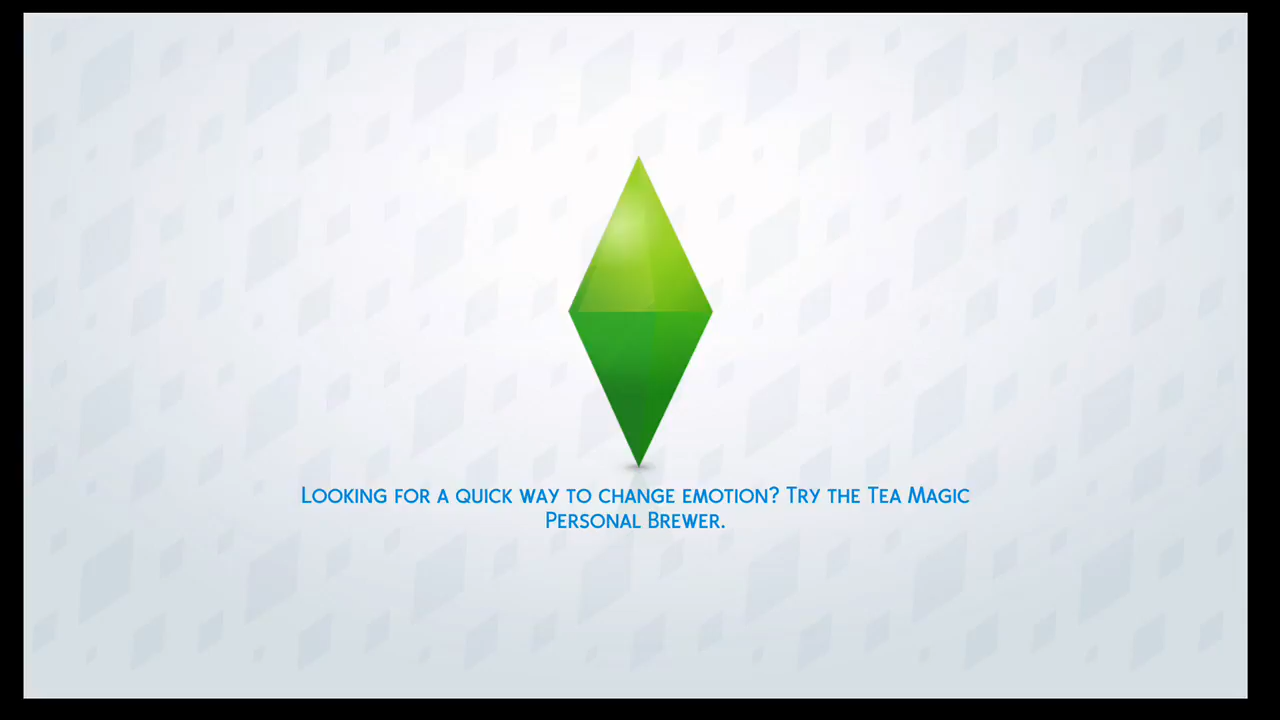 Looking for a quick way to change emotion? Try the Tea Magic
Personal Brewer.